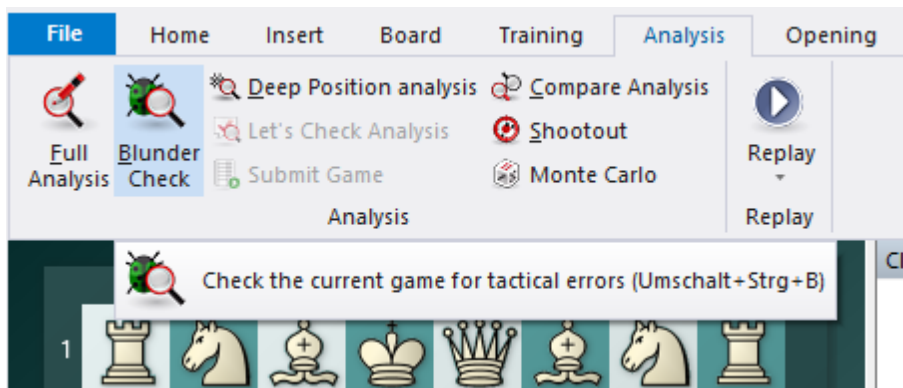 File Home Insert Board Training Analysis Opening
Full Analysis
Blunder Check
Deep Position analysis
Let's Check Analysis
Submit Game
Compare Analysis
Shootout
Monte Carlo
Replay
Analysis
Replay
Check the current game for tactical errors (Umschalt+Strg+B)
1